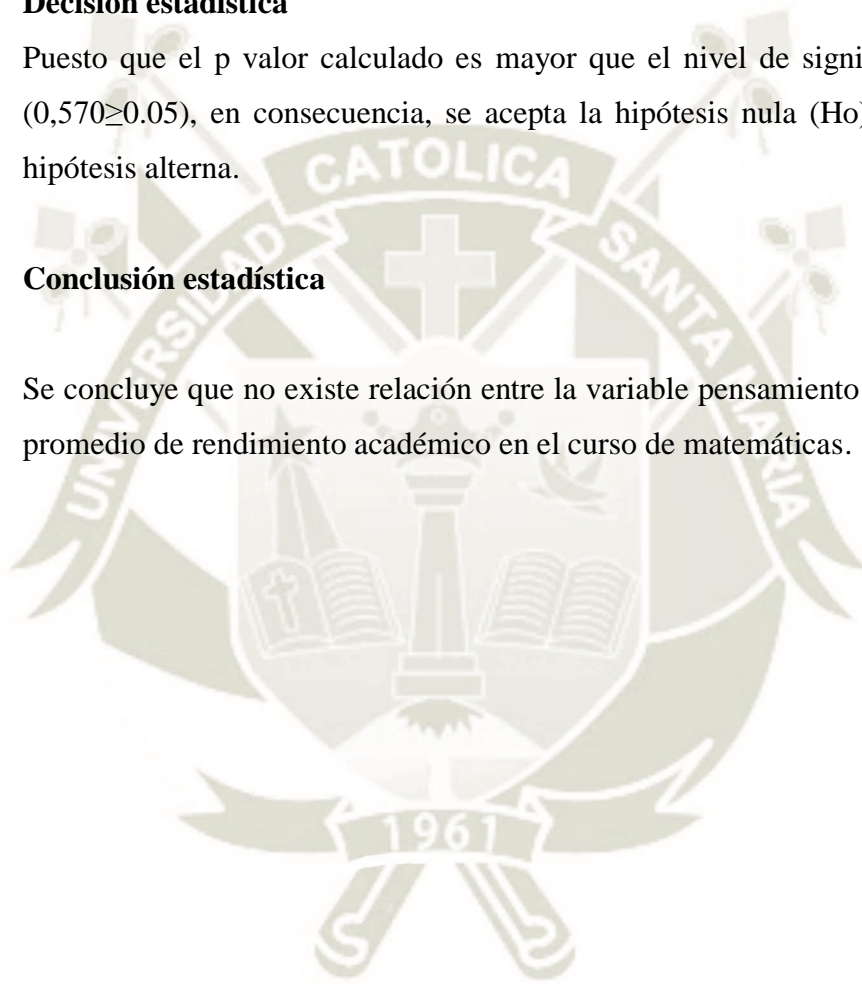 Decisión estadística
Puesto que el p valor calculado es mayor que el nivel de signi
(0,570≥0.05), en consecuencia, se acepta la hipótesis nula (Ho)
hipótesis alterna.
CATOLICA
UNIVERSIDAD
SANTA MARIA
Conclusión estadística
Se concluye que no existe relación entre la variable pensamiento
promedio de rendimiento académico en el curso de matemáticas.
1961